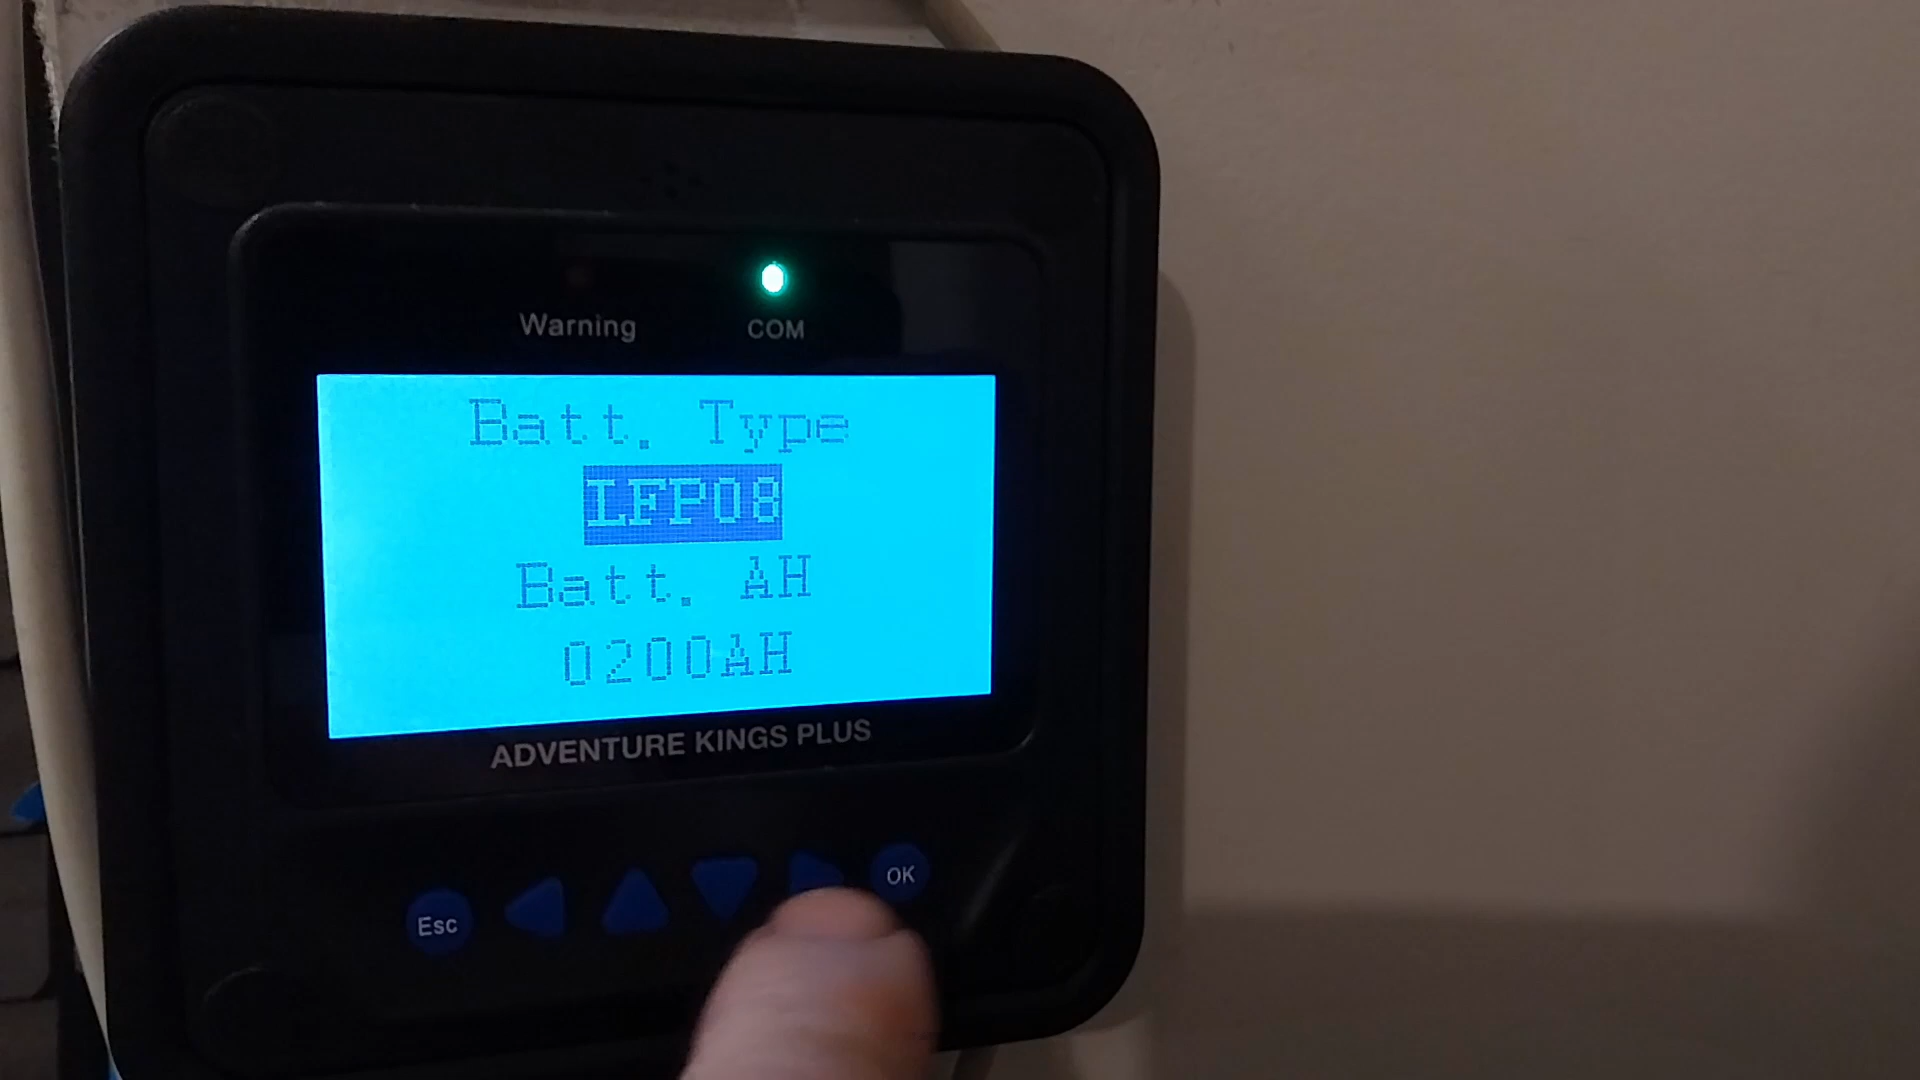 Warning COM
Batt. Type
LFP08
Batt. AH
0200AH
ADVENTURE KINGS PLUS
Esc OK